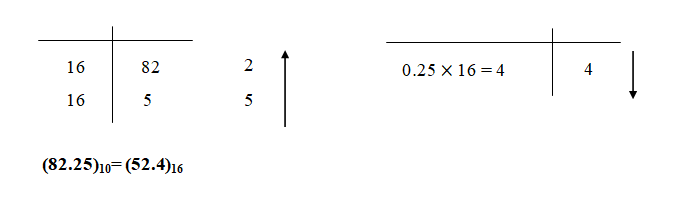 16 82 2
16 5 5
0.25 × 16 = 4 4
(82.25)₁₀= (52.4)₁₆